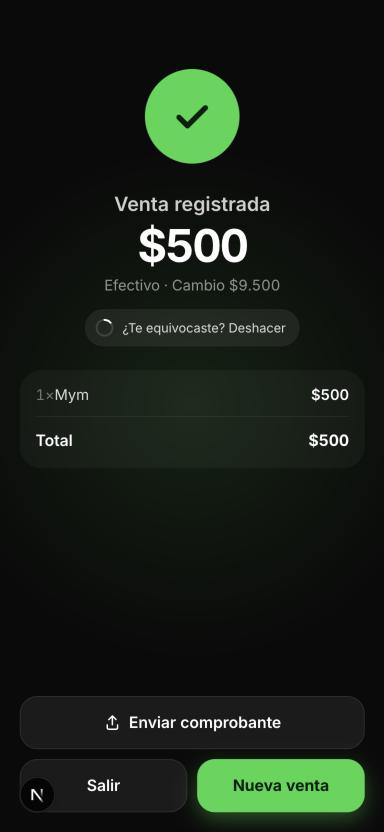 Venta registrada
$500
Efectivo · Cambio $9.500
¿Te equivocaste? Deshacer
1×Mym $500
Total $500
Enviar comprobante
Salir
Nueva venta
N